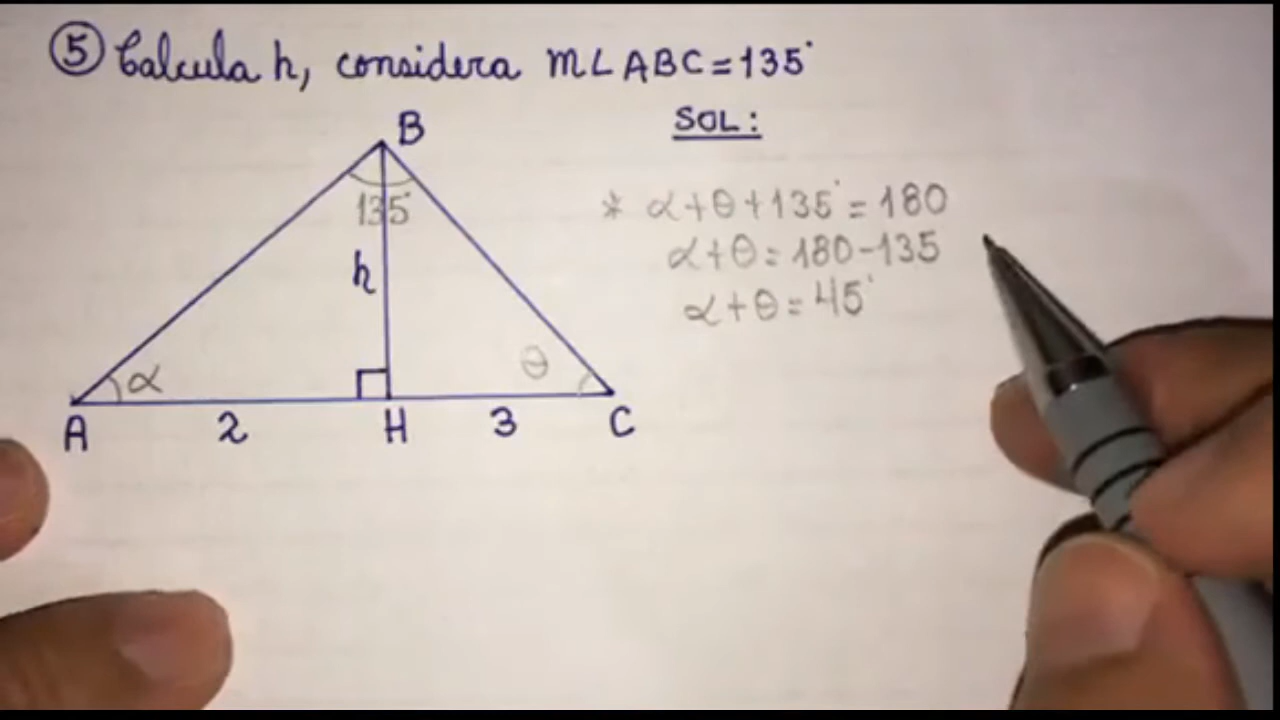 ⑤ Calcula h, considera m∠ABC=135°
SOL:
B
135°
h
α
θ
A
2
H
3
C
* α+θ+135°=180
α+θ=180-135
α+θ=45°